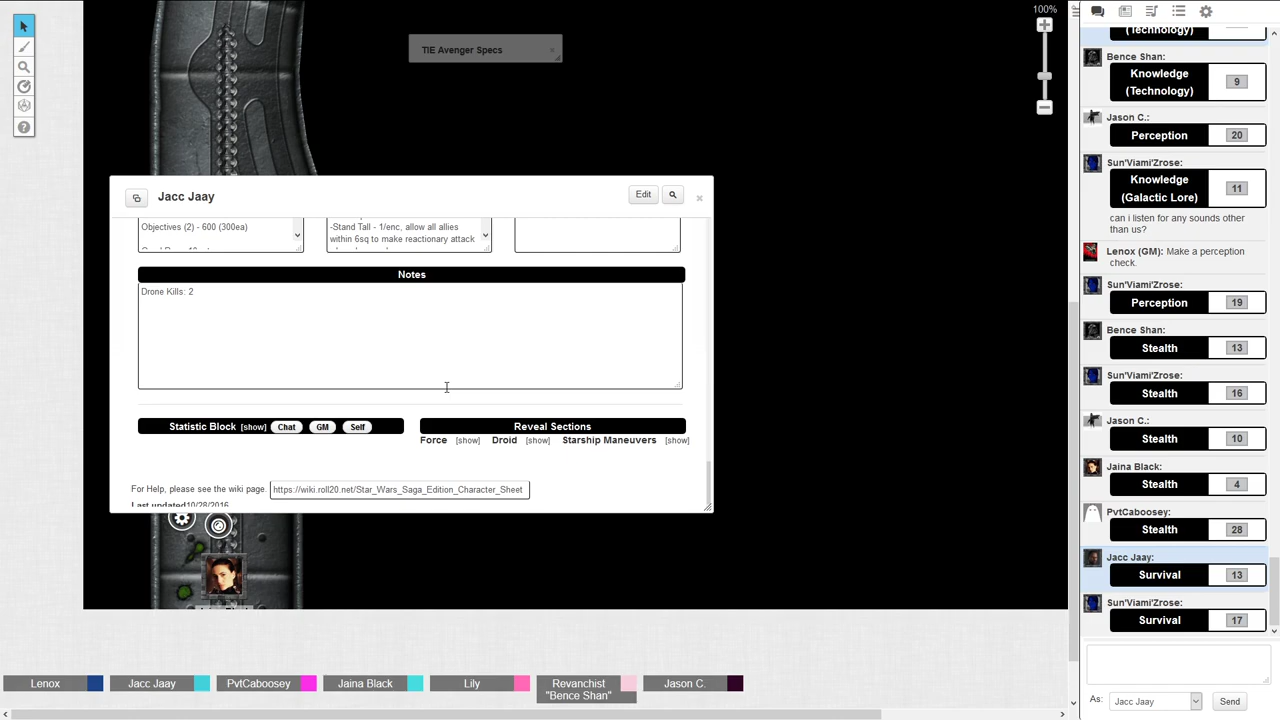 100%
TIE Avenger Specs
Jacc Jaay
Edit
Objectives (2) - 600 (300ea)
-Stand Tall - 1/enc, allow all allies
within 6sq to make reactionary attack
Notes
Drone Kills: 2
Statistic Block [show] Chat GM Self
Reveal Sections
Force [show] Droid [show] Starship Maneuvers [show]
For Help, please see the wiki page. https://wiki.roll20.net/Star_Wars_Saga_Edition_Character_Sheet
Last updated10/28/2016
(Technology)
Bence Shan:
Knowledge
(Technology)
9
Jason C.:
Perception 20
Sun'Viami'Zrose:
Knowledge
(Galactic Lore)
11
can i listen for any sounds other
than us?
Lenox (GM): Make a perception
check.
Sun'Viami'Zrose:
Perception 19
Bence Shan:
Stealth 13
Sun'Viami'Zrose:
Stealth 16
Jason C.:
Stealth 10
Jaina Black:
Stealth 4
PvtCaboosey:
Stealth 28
Jacc Jaay:
Survival 13
Sun'Viami'Zrose:
Survival 17
As: Jacc Jaay Send
Lenox
Jacc Jaay
PvtCaboosey
Jaina Black
Lily
Revanchist
"Bence Shan"
Jason C.